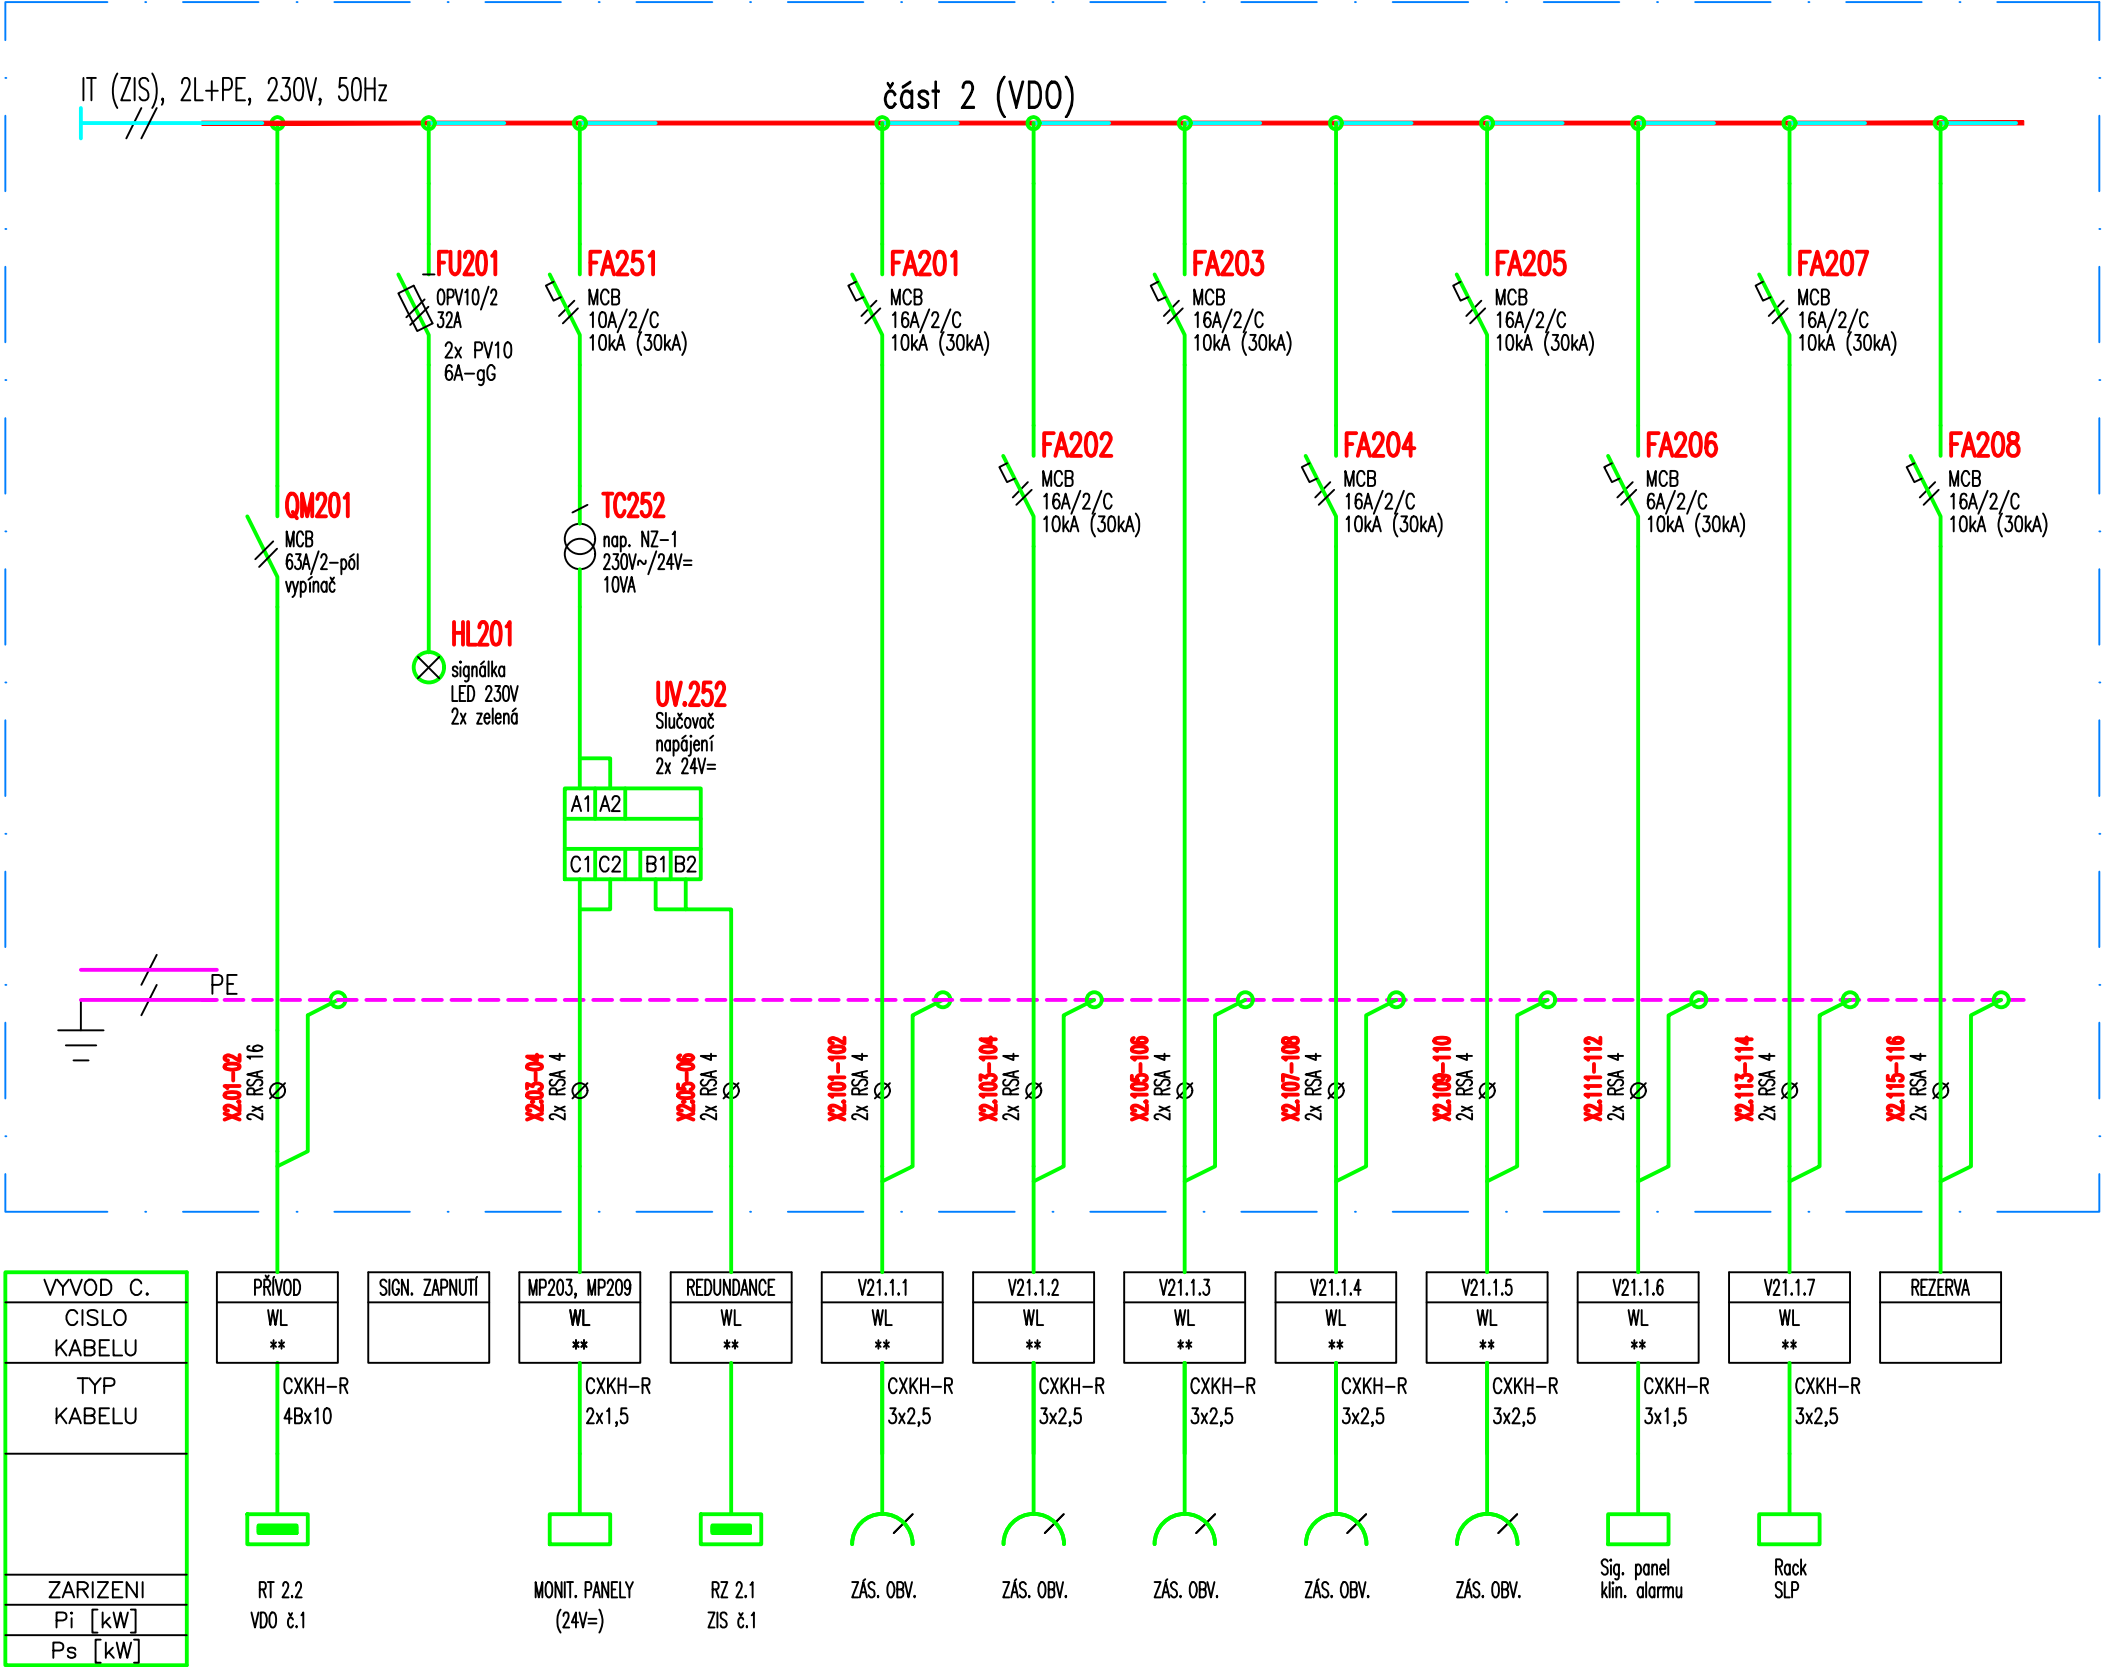 IT (ZIS), 2L+PE, 230V, 50Hz
část 2 (VDO)
FU201
OPV10/2
32A
2x PV10
6A-gG
FA251
MCB
10A/2/C
10kA (30kA)
FA201
MCB
16A/2/C
10kA (30kA)
FA203
MCB
16A/2/C
10kA (30kA)
FA205
MCB
16A/2/C
10kA (30kA)
FA207
MCB
16A/2/C
10kA (30kA)
FA202
MCB
16A/2/C
10kA (30kA)
FA204
MCB
16A/2/C
10kA (30kA)
FA206
MCB
6A/2/C
10kA (30kA)
FA208
MCB
16A/2/C
10kA (30kA)
QM201
MCB
63A/2-pól
vypínač
TC252
nap. NZ-1
230V~/24V=
10VA
HL201
signálka
LED 230V
2x zelená
UV.252
Slučovač
napájení
2x 24V=
A1 A2
C1 C2 B1 B2
PE
X2.01-02
2x RSA 16
X2.03-04
2x RSA 4
X2.05-06
2x RSA 4
X2.101-102
2x RSA 4
X2.103-104
2x RSA 4
X2.105-106
2x RSA 4
X2.107-108
2x RSA 4
X2.109-110
2x RSA 4
X2.111-112
2x RSA 4
X2.113-114
2x RSA 4
X2.115-116
2x RSA 4
VYVOD C. PŘÍVOD SIGN. ZAPNUTÍ MP203, MP209 REDUNDANCE V21.1.1 V21.1.2 V21.1.3 V21.1.4 V21.1.5 V21.1.6 V21.1.7 REZERVA
CISLO WL WL WL WL WL WL WL WL WL WL
KABELU ** ** ** ** ** ** ** ** ** **
TYP CXKH-R CXKH-R CXKH-R CXKH-R CXKH-R CXKH-R CXKH-R CXKH-R CXKH-R
KABELU 4Bx10 2x1,5 3x2,5 3x2,5 3x2,5 3x2,5 3x2,5 3x1,5 3x2,5
ZARIZENI RT 2.2 MONIT. PANELY RZ 2.1 ZÁS. OBV. ZÁS. OBV. ZÁS. OBV. ZÁS. OBV. ZÁS. OBV. Sig. panel Rack
klin. alarmu SLP
Pi [kW] VDO č.1 (24V=) ZIS č.1
Ps [kW]